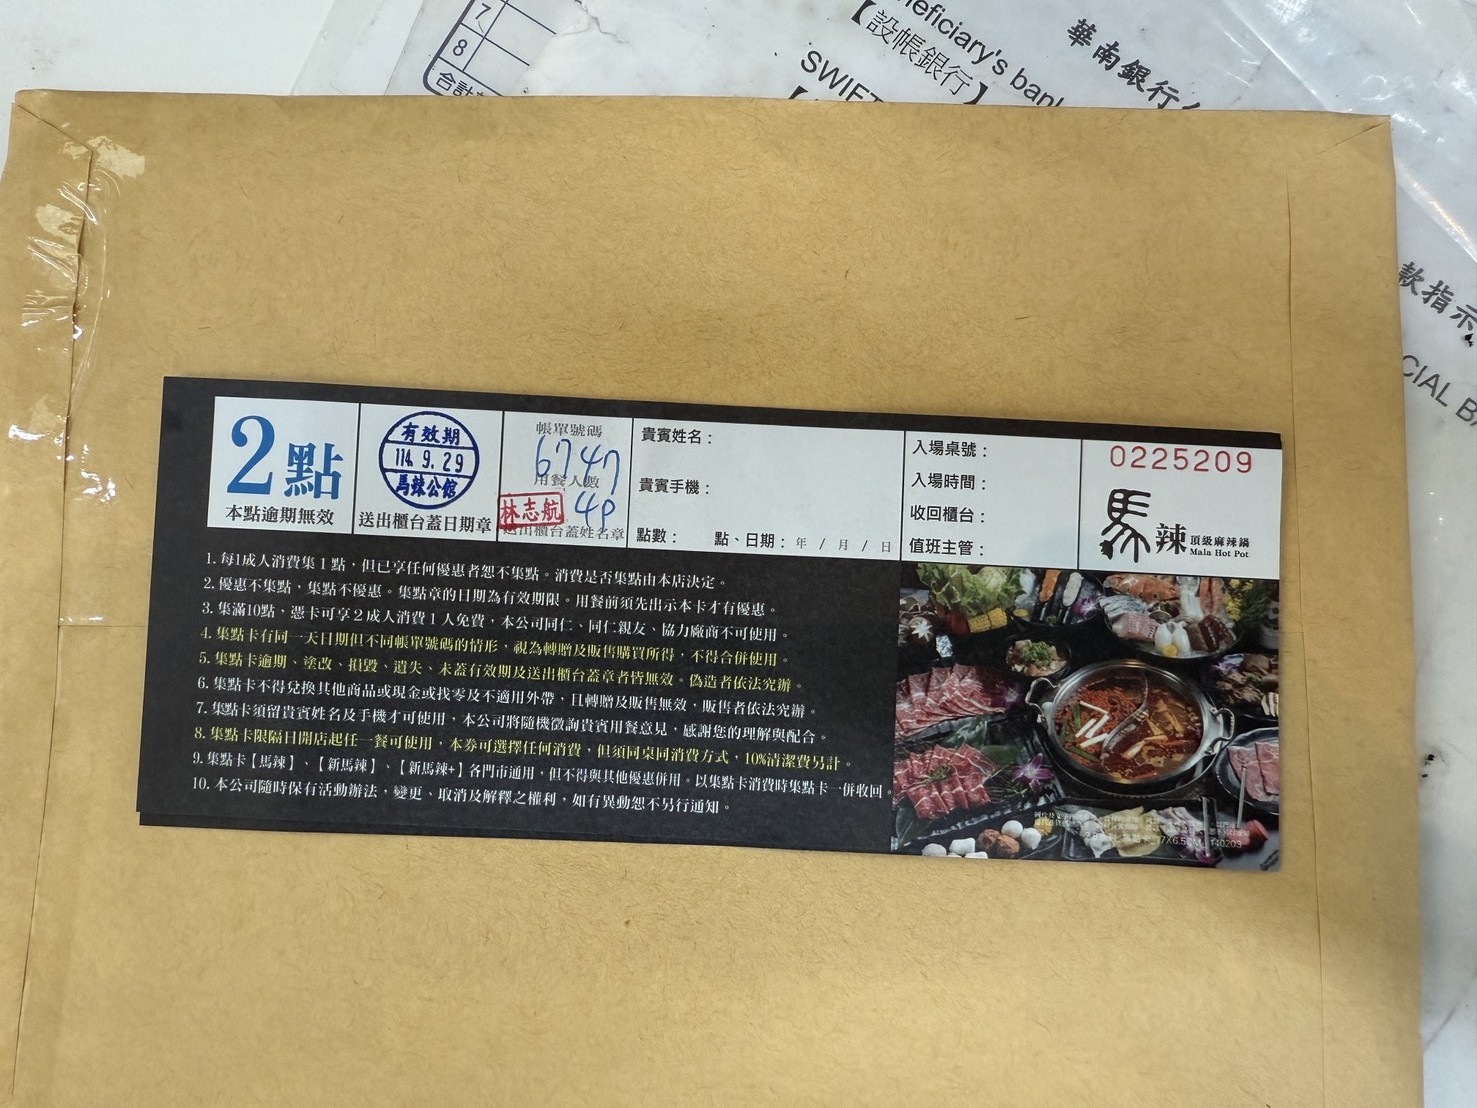 7
8
合計
neficiary's bank
【設帳銀行】
SWIFT
華南銀行
款指示
CIAL BA
2點
本點逾期無效
有效期
114. 9. 29
馬辣公館
送出櫃台蓋日期章
帳單號碼
6747
用餐人數
4P
林志航
送出櫃台蓋姓名章
貴賓姓名：
貴賓手機：
點數： 點、日期： 年 / 月 / 日
入場桌號：
入場時間：
收回櫃台：
值班主管：
0225209
馬辣 頂級麻辣鍋
Mala Hot Pot
1. 每1成人消費集 1 點，但已享任何優惠者恕不集點。消費是否集點由本店決定。
2. 優惠不集點，集點不優惠。集點章的日期為有效期限。用餐前須先出示本卡才有優惠。
3. 集滿10點，憑卡可享 2 成人消費 1 人免費，本公司同仁、同仁親友、協力廠商不可使用。
4. 集點卡有同一天日期但不同帳單號碼的情形，視為轉贈及販售購買所得，不得合併使用。
5. 集點卡逾期、塗改、損毀、遺失、未蓋有效期及送出櫃台蓋章者皆無效。偽造者依法究辦。
6. 集點卡不得兌換其他商品或現金或找零及不適用外帶，且轉贈及販售無效，販售者依法究辦。
7. 集點卡須留貴賓姓名及手機才可使用，本公司將隨機徵詢貴賓用餐意見，感謝您的理解與配合。
8. 集點卡限隔日開店起任一餐可使用，本券可選擇任何消費，但須同桌同消費方式，10%清潔費另計。
9. 集點卡【馬辣】、【新馬辣】、【新馬辣+】各門市通用，但不得與其他優惠併用。以集點卡消費時集點卡一併收回。
10. 本公司隨時保有活動辦法，變更、取消及解釋之權利，如有異動恕不另行通知。